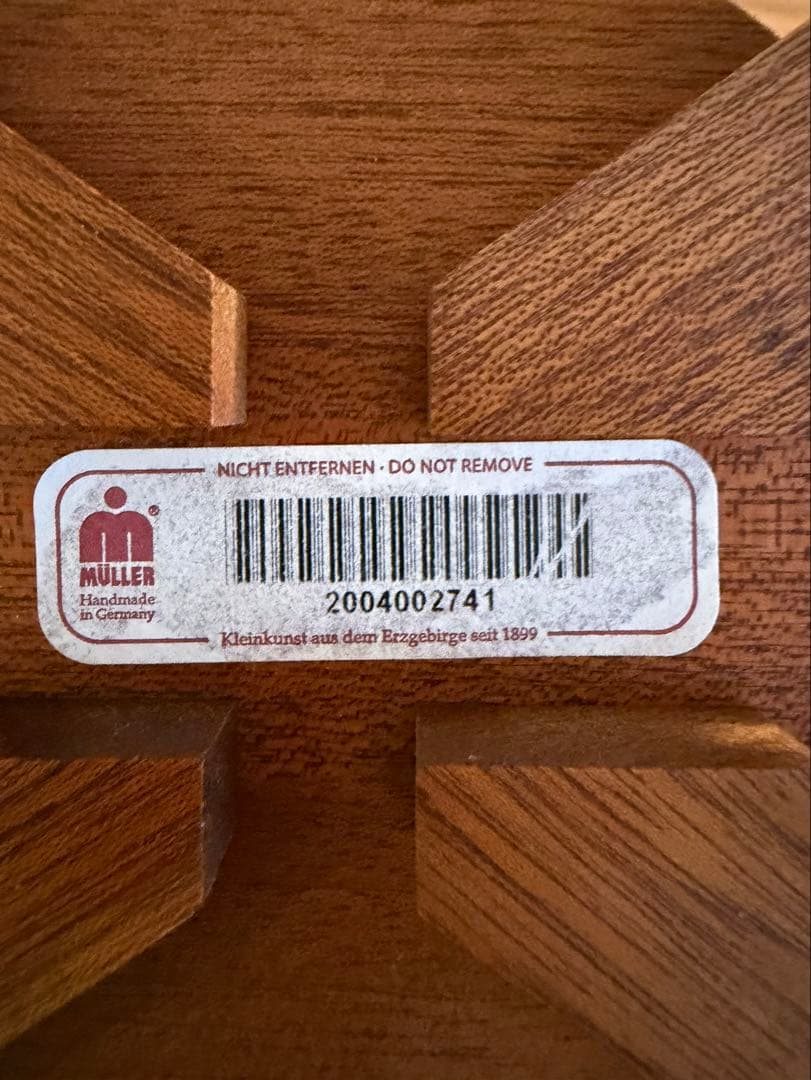 NICHT ENTFERNEN · DO NOT REMOVE
m®
MÜLLER
Handmade
in Germany
2004002741
Kleinkunst aus dem Erzgebirge seit 1899